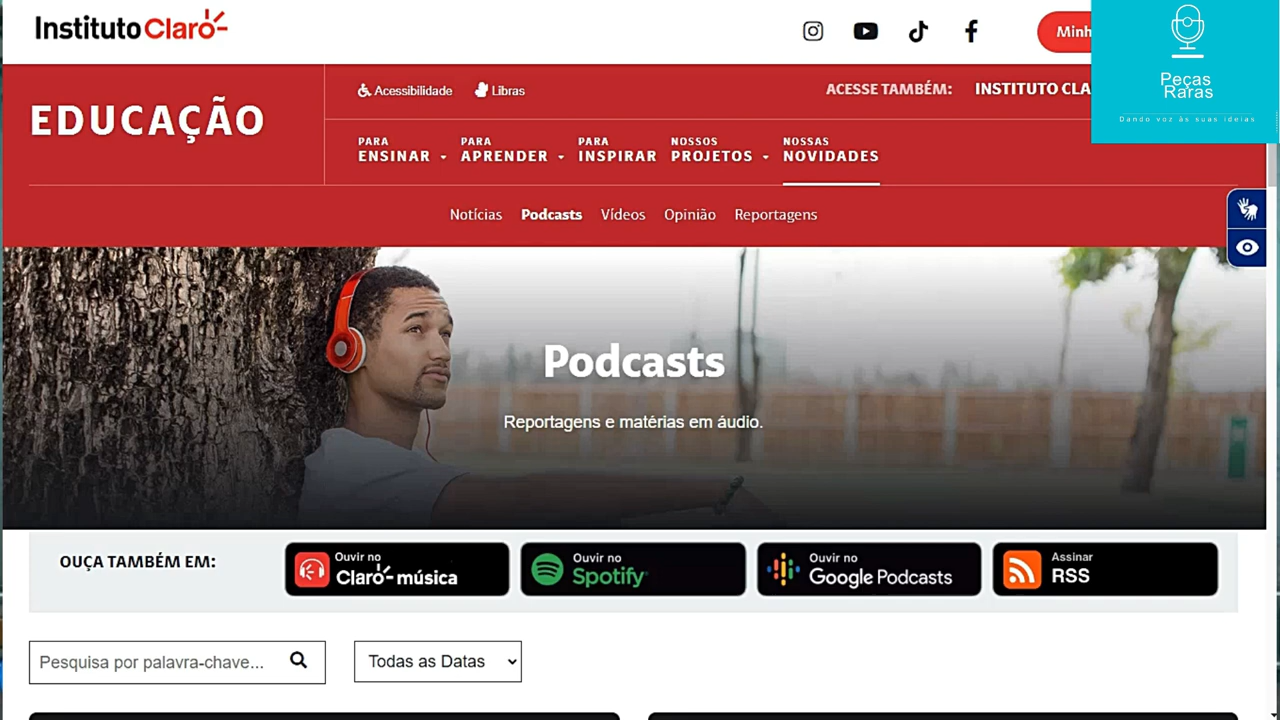 Instituto Claro
Minh
Peças
Raras
Dando voz às suas ideias
EDUCAÇÃO
Acessibilidade
Libras
ACESSE TAMBÉM:
INSTITUTO CLA
PARA
ENSINAR
PARA
APRENDER
PARA
INSPIRAR
NOSSOS
PROJETOS
NOSSAS
NOVIDADES
Notícias
Podcasts
Vídeos
Opinião
Reportagens
Podcasts
Reportagens e matérias em áudio.
OUÇA TAMBÉM EM:
Ouvir no
Claro música
Ouvir no
Spotify
Ouvir no
Google Podcasts
Assinar
RSS
Pesquisa por palavra-chave...
Todas as Datas